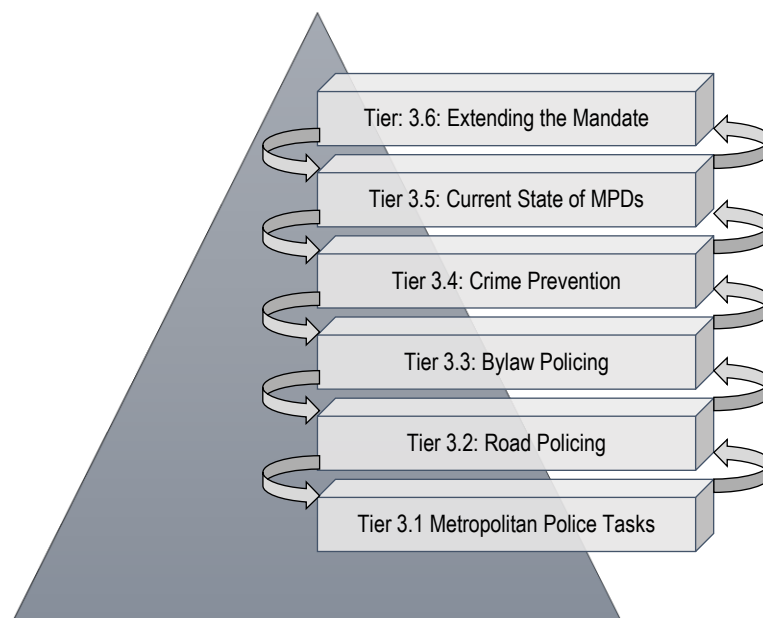 Tier: 3.6: Extending the Mandate
Tier 3.5: Current State of MPDs
Tier 3.4: Crime Prevention
Tier 3.3: Bylaw Policing
Tier 3.2: Road Policing
Tier 3.1 Metropolitan Police Tasks